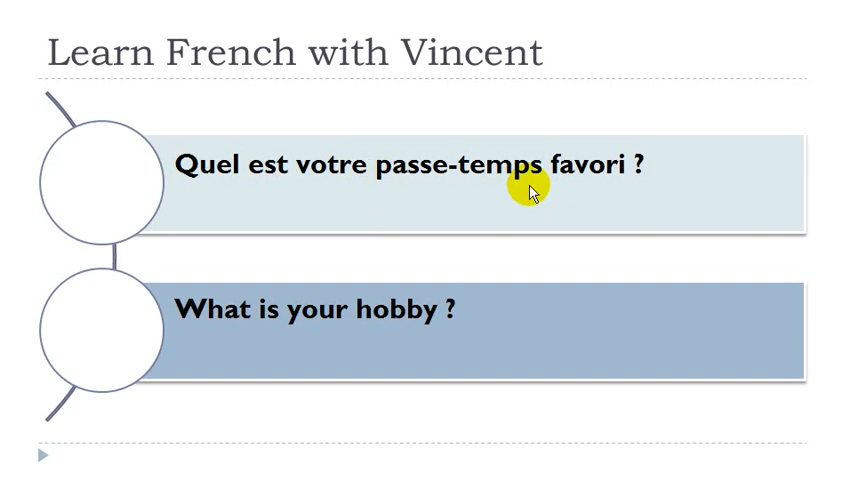 Learn French with Vincent
Quel est votre passe-temps favori ?
What is your hobby ?